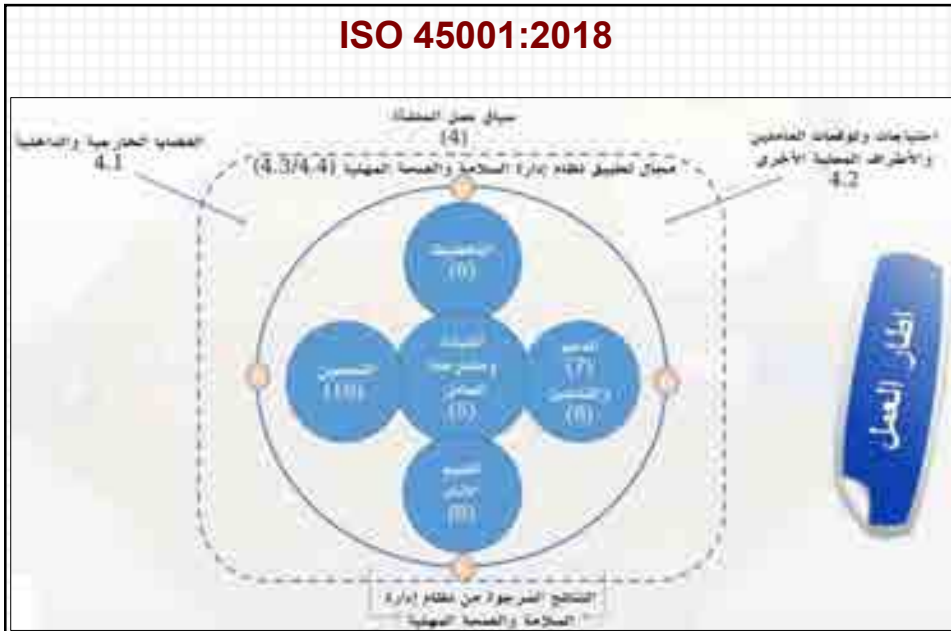 ISO 45001:2018
سياق عمل المنشأة
(4)
القضايا الخارجية والداخلية
4.1
احتياجات وتوقعات العاملين
والأطراف المعنية الأخرى
4.2
مجال تطبيق نظام إدارة السلامة والصحة المهنية (4.3/4.4)
التخطيط
(6)
القيادة
ومشاركة
العاملين
(5)
الدعم
(7)
والتشغيل
(8)
التحسين
(10)
تقييم
الأداء
إطار العمل
النتائج المرجوة من نظام إدارة
السلامة والصحة المهنية